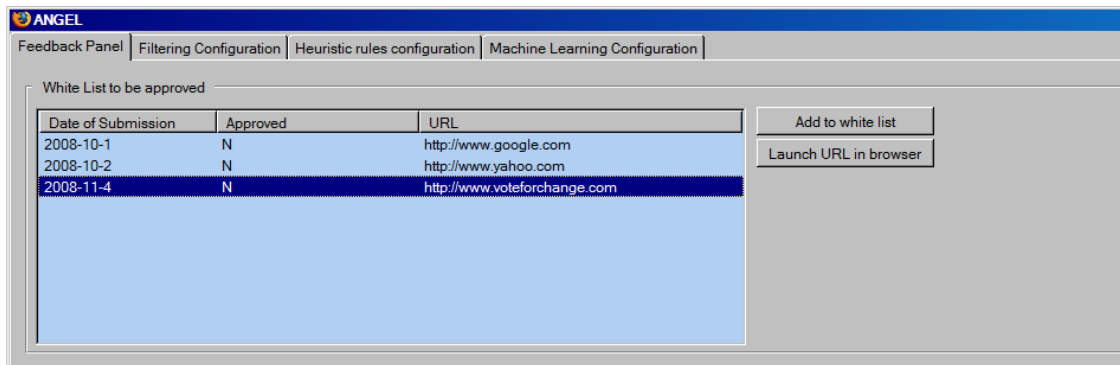 ANGEL
Feedback Panel Filtering Configuration Heuristic rules configuration Machine Learning Configuration
White List to be approved
Date of Submission Approved URL Add to white list
2008-10-1 N http://www.google.com
2008-10-2 N http://www.yahoo.com Launch URL in browser
2008-11-4 N http://www.voteforchange.com